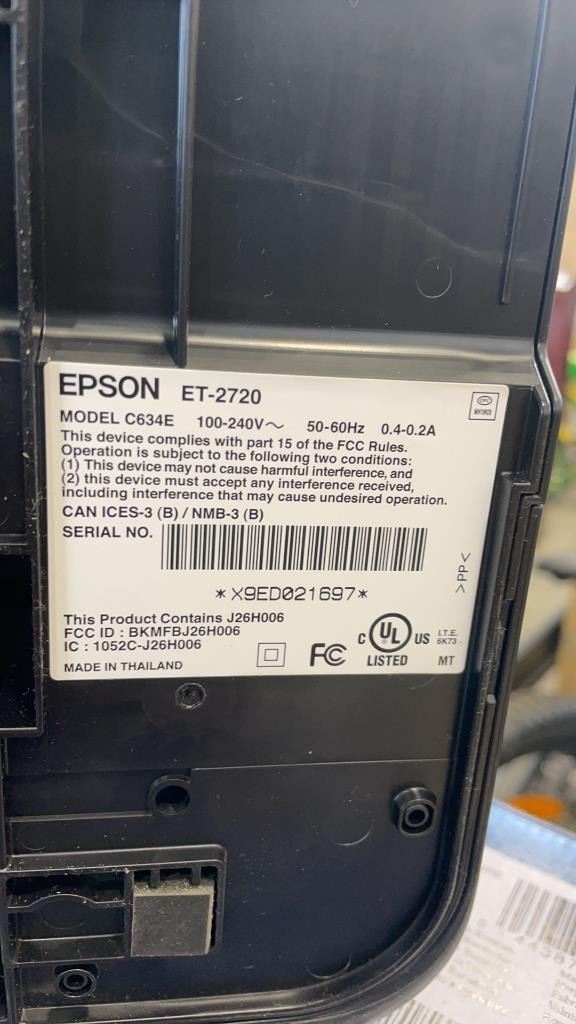 EPSON ET-2720
MODEL C634E 100-240V～ 50-60Hz 0.4-0.2A
This device complies with part 15 of the FCC Rules.
Operation is subject to the following two conditions:
(1) This device may not cause harmful interference, and
(2) this device must accept any interference received,
including interference that may cause undesired operation.
CAN ICES-3 (B) / NMB-3 (B)
SERIAL NO.
*X9ED021697*
>PP<
This Product Contains J26H006
FCC ID : BKMFBJ26H006
IC : 1052C-J26H006
MADE IN THAILAND
FC
C UL US
LISTED
I.T.E.
6K73
MT